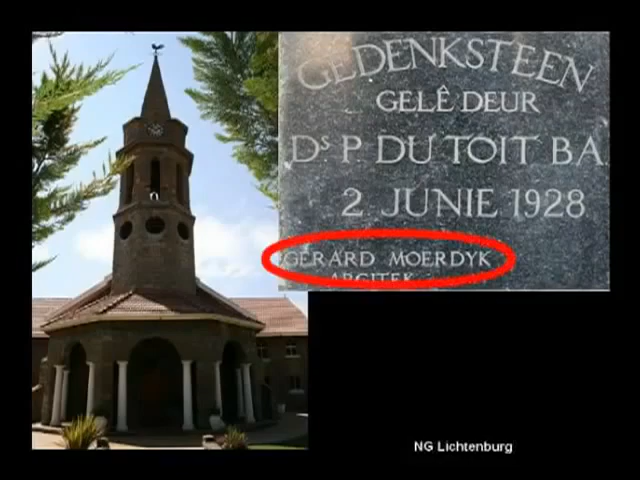 GEDENKSTEEN
GELÊ DEUR
Ds P. DU TOIT BA
2 JUNIE 1928
GERARD MOERDYK
ARGITEK
NG Lichtenburg